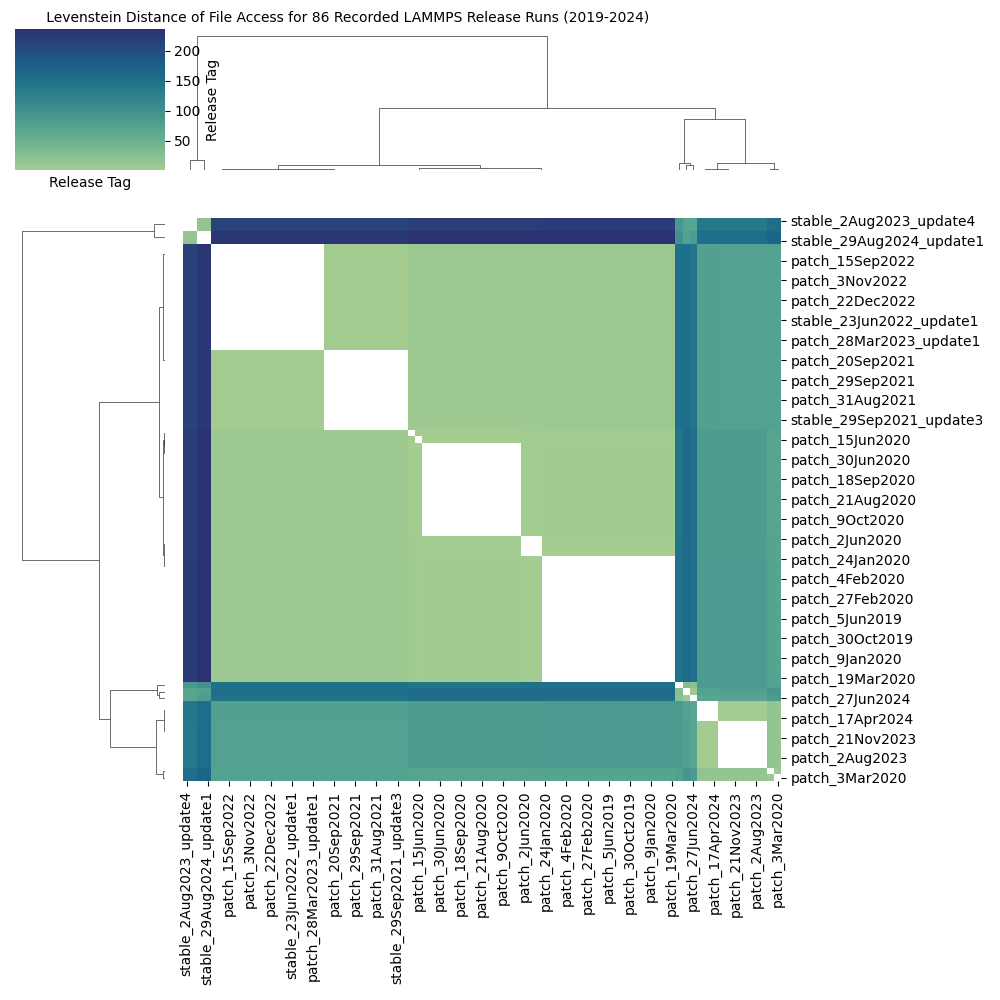 Levenstein Distance of File Access for 86 Recorded LAMMPS Release Runs (2019-2024)
200
150
100
50
Release Tag
Release Tag
stable_2Aug2023_update4
stable_29Aug2024_update1
patch_15Sep2022
patch_3Nov2022
patch_22Dec2022
stable_23Jun2022_update1
patch_28Mar2023_update1
patch_20Sep2021
patch_29Sep2021
patch_31Aug2021
stable_29Sep2021_update3
patch_15Jun2020
patch_30Jun2020
patch_18Sep2020
patch_21Aug2020
patch_9Oct2020
patch_2Jun2020
patch_24Jan2020
patch_4Feb2020
patch_27Feb2020
patch_5Jun2019
patch_30Oct2019
patch_9Jan2020
patch_19Mar2020
patch_27Jun2024
patch_17Apr2024
patch_21Nov2023
patch_2Aug2023
patch_3Mar2020
stable_2Aug2023_update4
stable_29Aug2024_update1
patch_15Sep2022
patch_3Nov2022
patch_22Dec2022
stable_23Jun2022_update1
patch_28Mar2023_update1
patch_20Sep2021
patch_29Sep2021
patch_31Aug2021
stable_29Sep2021_update3
patch_15Jun2020
patch_30Jun2020
patch_18Sep2020
patch_21Aug2020
patch_9Oct2020
patch_2Jun2020
patch_24Jan2020
patch_4Feb2020
patch_27Feb2020
patch_5Jun2019
patch_30Oct2019
patch_9Jan2020
patch_19Mar2020
patch_27Jun2024
patch_17Apr2024
patch_21Nov2023
patch_2Aug2023
patch_3Mar2020